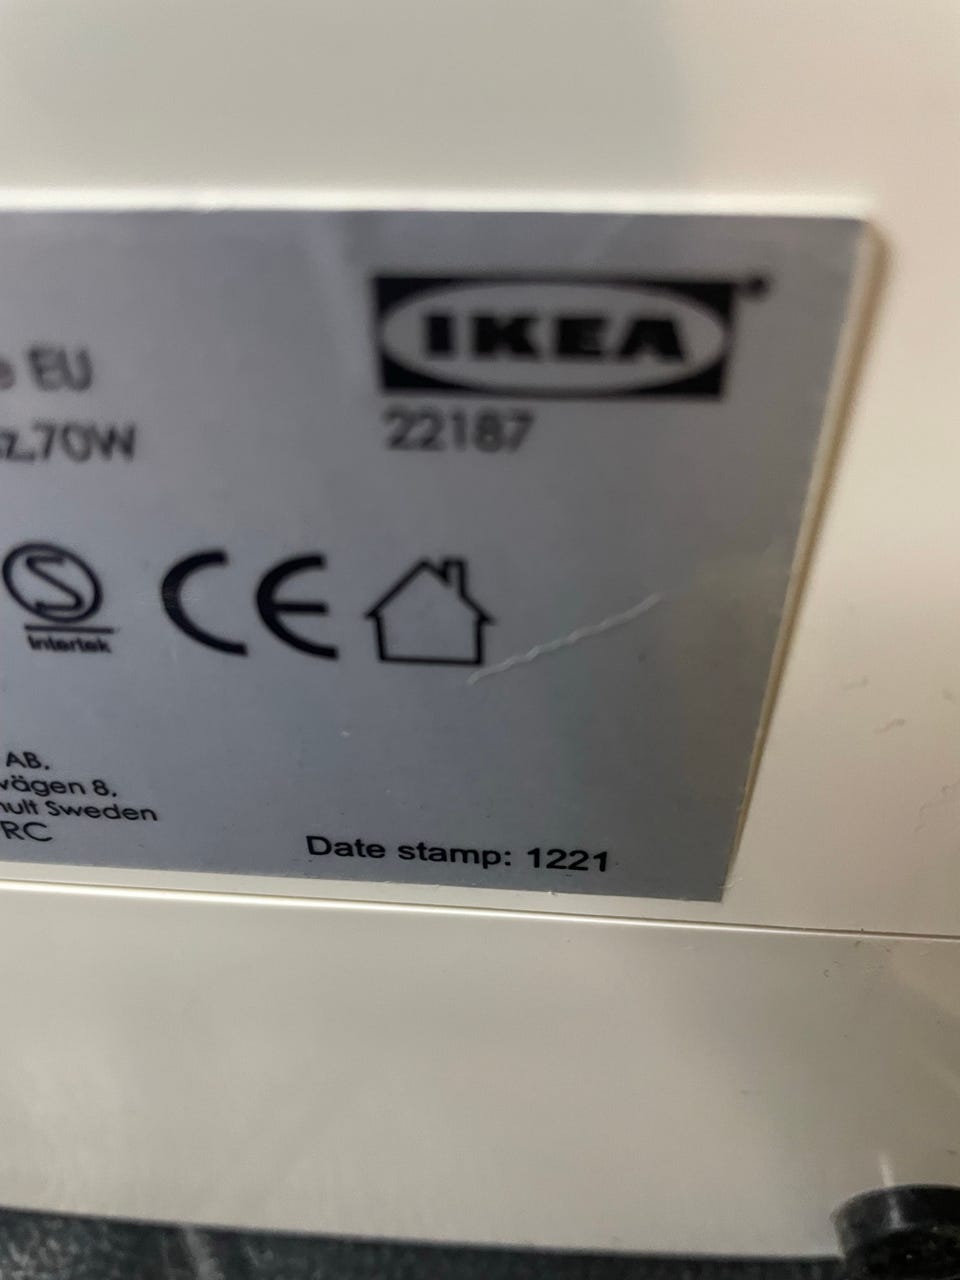 IKEA
EU
22187
z.70W
S
Intertek
CE
AB.
vägen 8,
hult Sweden
RC
Date stamp: 1221